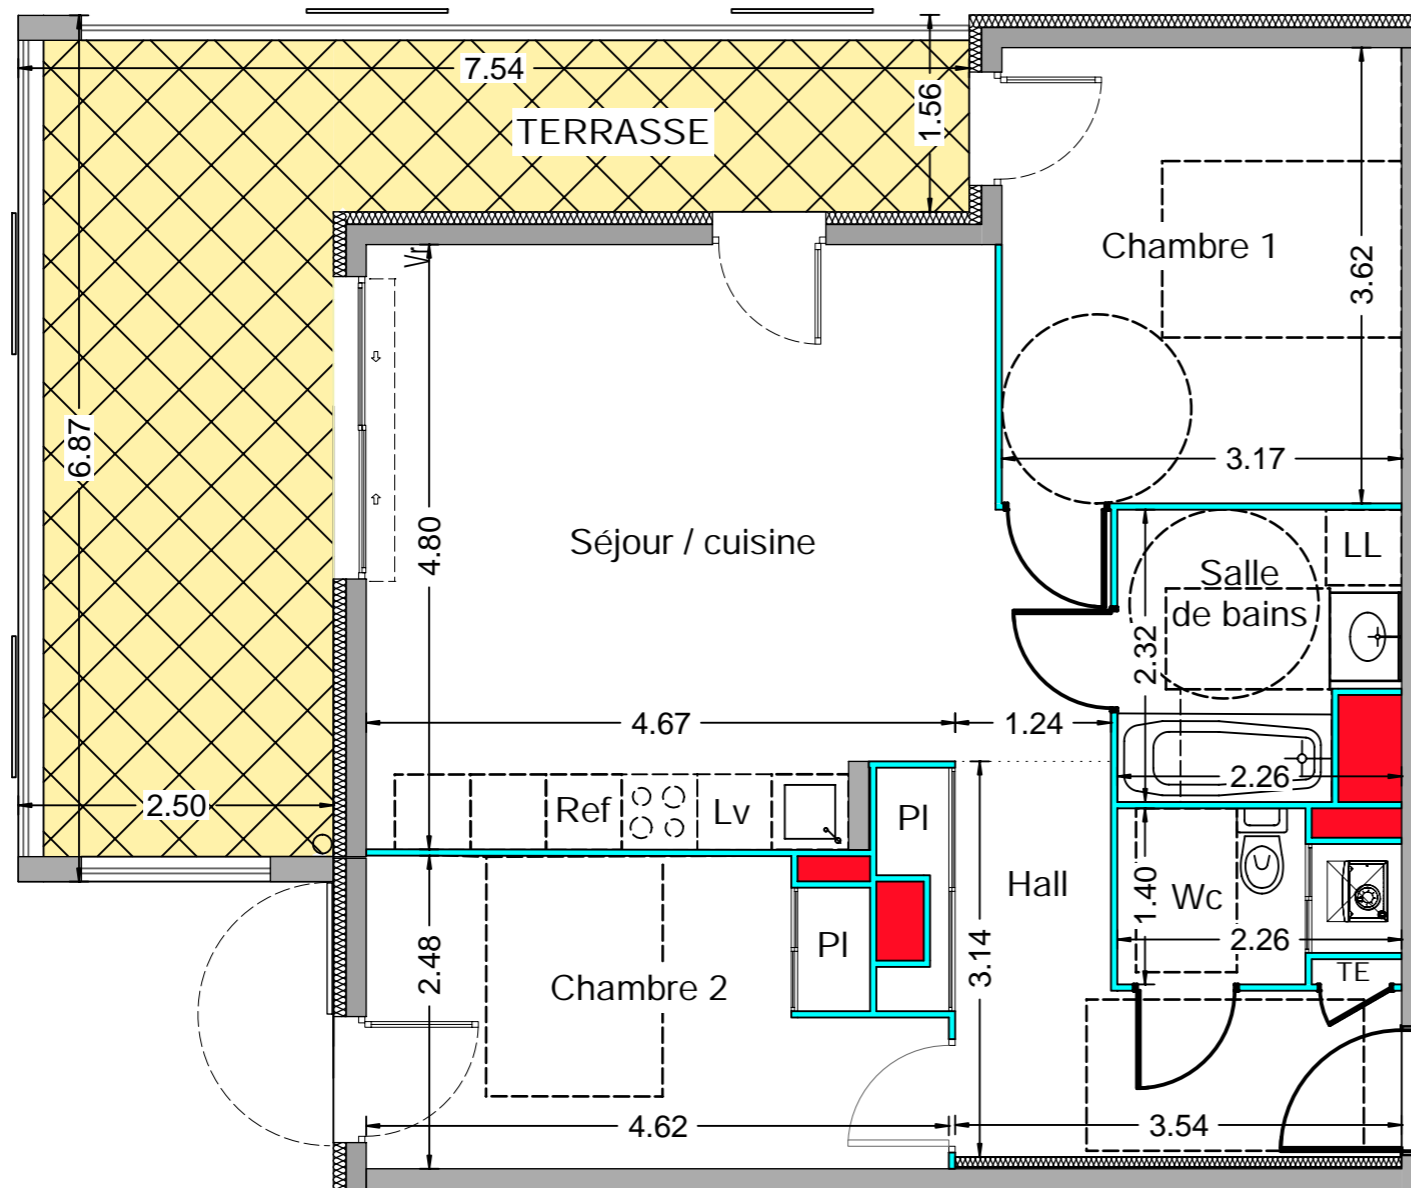 7.54
1.56
TERRASSE
Vr
Chambre 1
3.62
6.87
3.17
4.80
Séjour / cuisine
LL
Salle
de bains
2.32
4.67
1.24
2.26
2.50
Ref
Lv
Pl
Hall
1.40
Wc
2.26
2.48
Pl
3.14
TE
Chambre 2
4.62
3.54